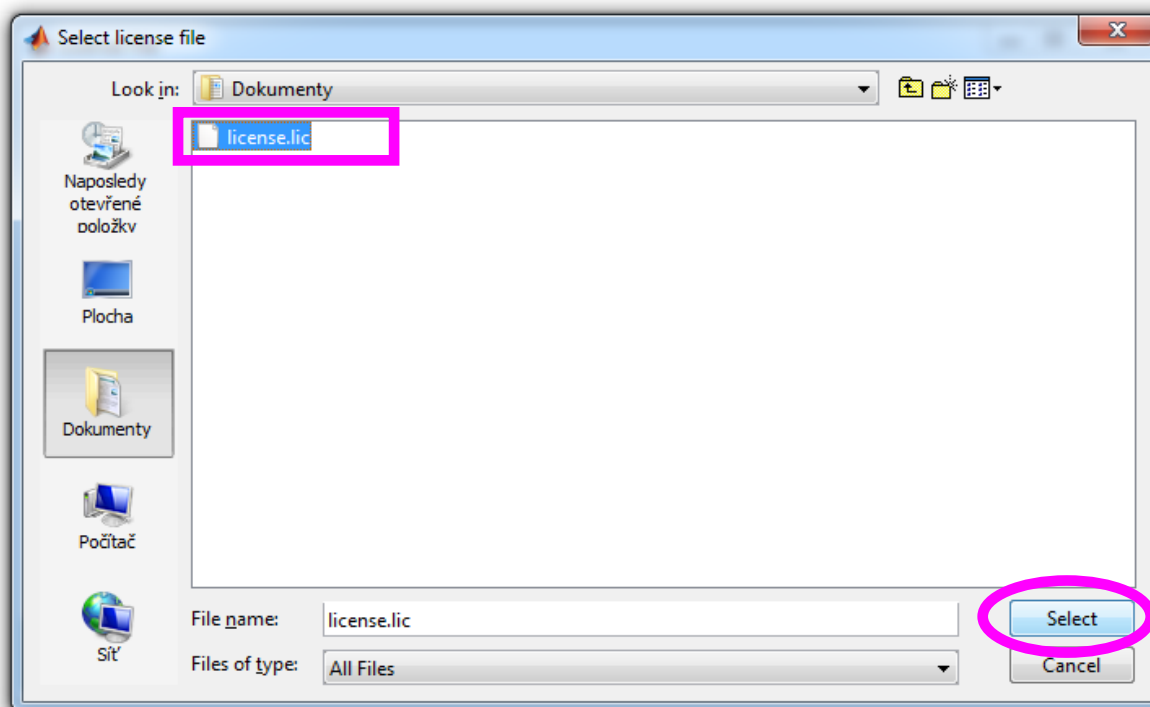 Select license file
Look in:
Dokumenty
license.lic
Naposledy
otevřené
položky
Plocha
Dokumenty
Počítač
Síť
File name:
license.lic
Select
Files of type:
All Files
Cancel